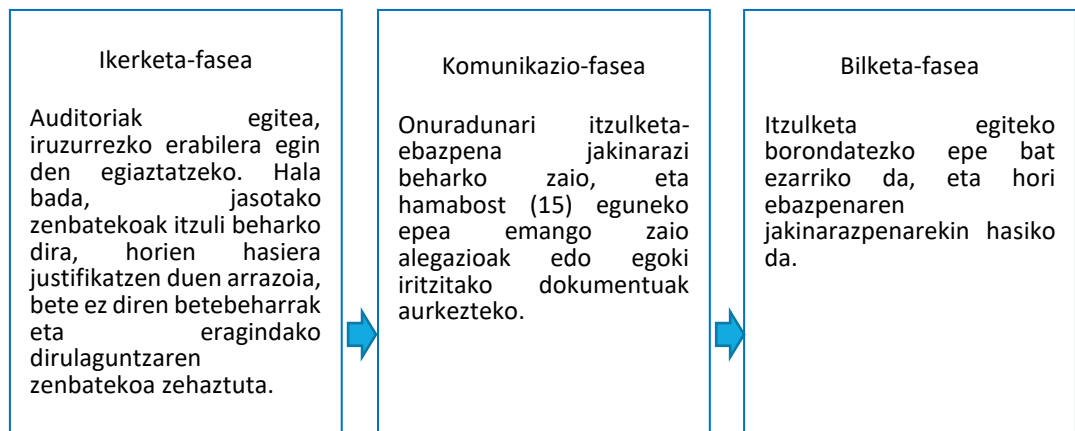 Ikerketa-fasea
Auditoriak egitea,
iruzurrezko erabilera egin
den egiaztatzeko. Hala
bada, jasotako
zenbatekoak itzuli beharko
dira, horien hasiera
justifikatzen duen arrazoia,
bete ez diren betebeharrak
eta eragindako
dirulaguntzaren
zenbatekoa zehaztuta.
Komunikazio-fasea
Onuradunari itzulketa-
ebazpena jakinarazi
beharko zaio, eta
hamabost (15) eguneko
epea emango zaio
alegazioak edo egoki
iritzitako dokumentuak
aurkezteko.
Bilketa-fasea
Itzulketa egiteko
borondatezko epe bat
ezarriko da, eta hori
ebazpenaren
jakinarazpenarekin hasiko
da.